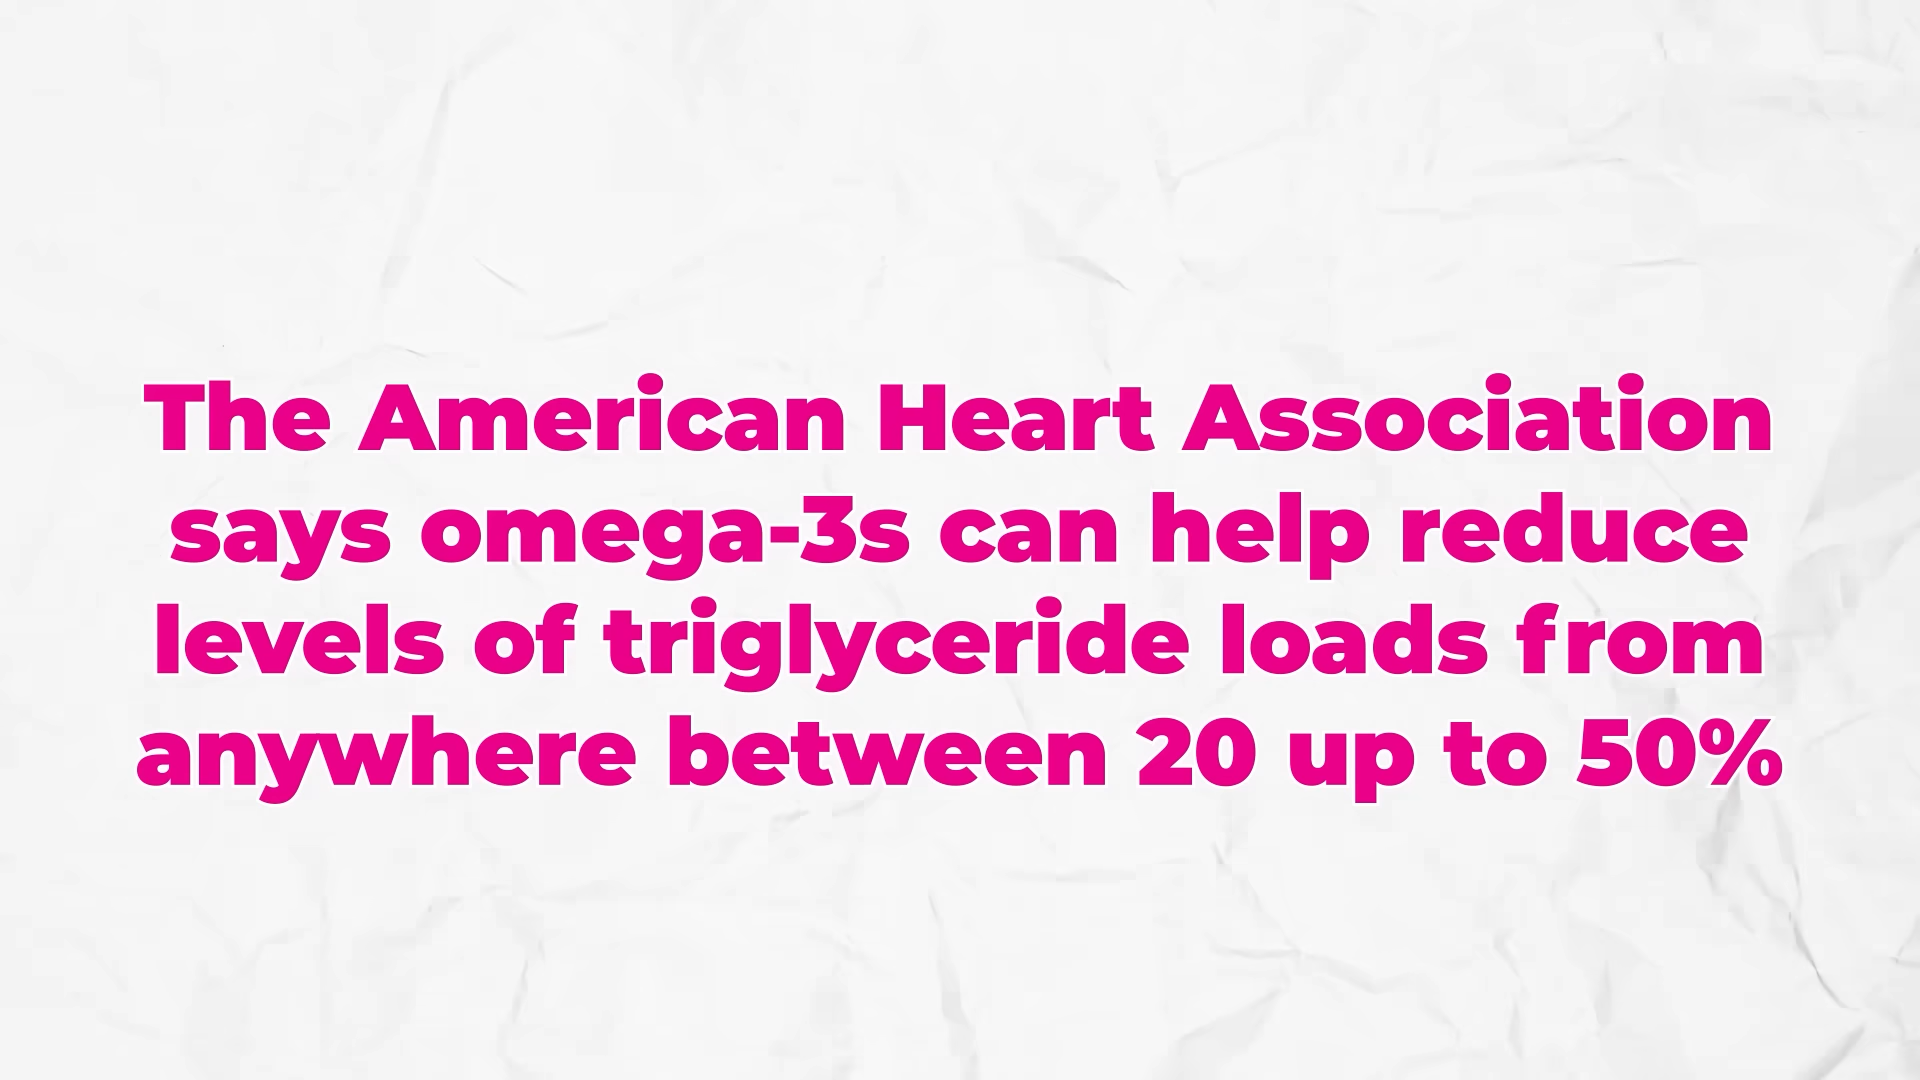 The American Heart Association
says omega-3s can help reduce
levels of triglyceride loads from
anywhere between 20 up to 50%